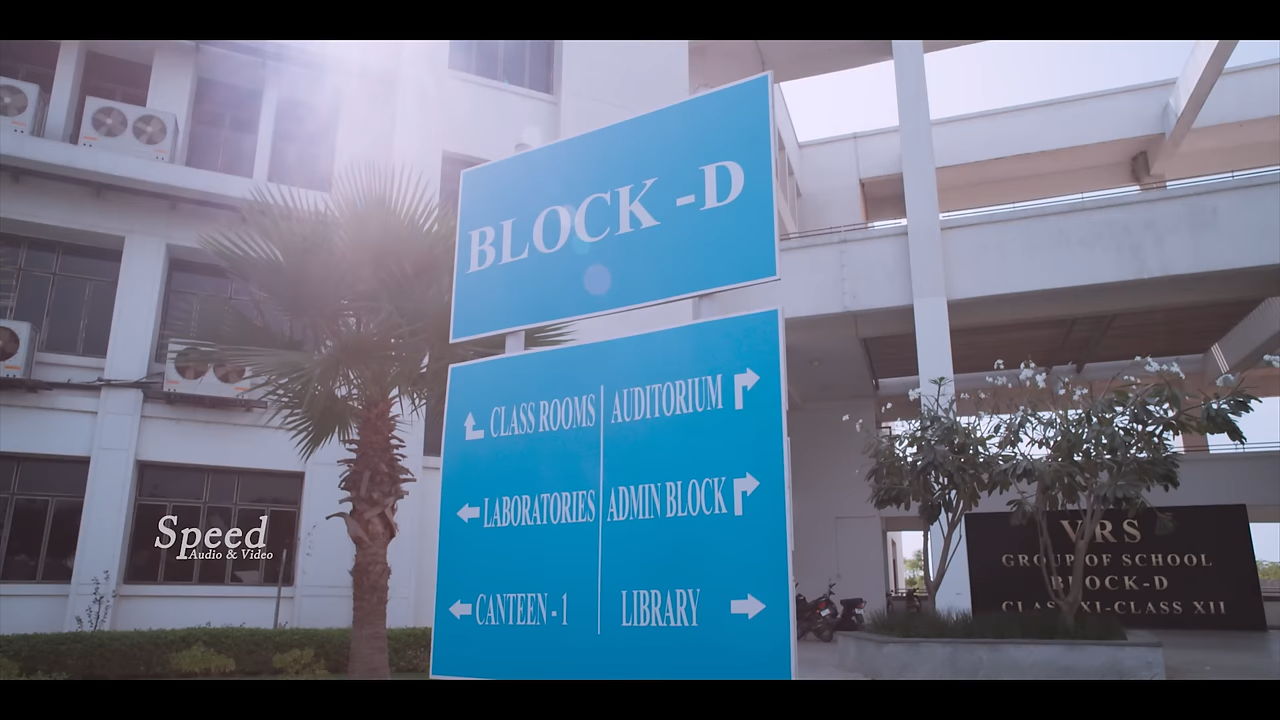 BLOCK -D
CLASS ROOMS
AUDITORIUM
LABORATORIES
ADMIN BLOCK
CANTEEN - 1
LIBRARY
VRS
GROUP OF SCHOOL
BLOCK-D
CLASS XI-CLASS XII
Speed
Audio & Video